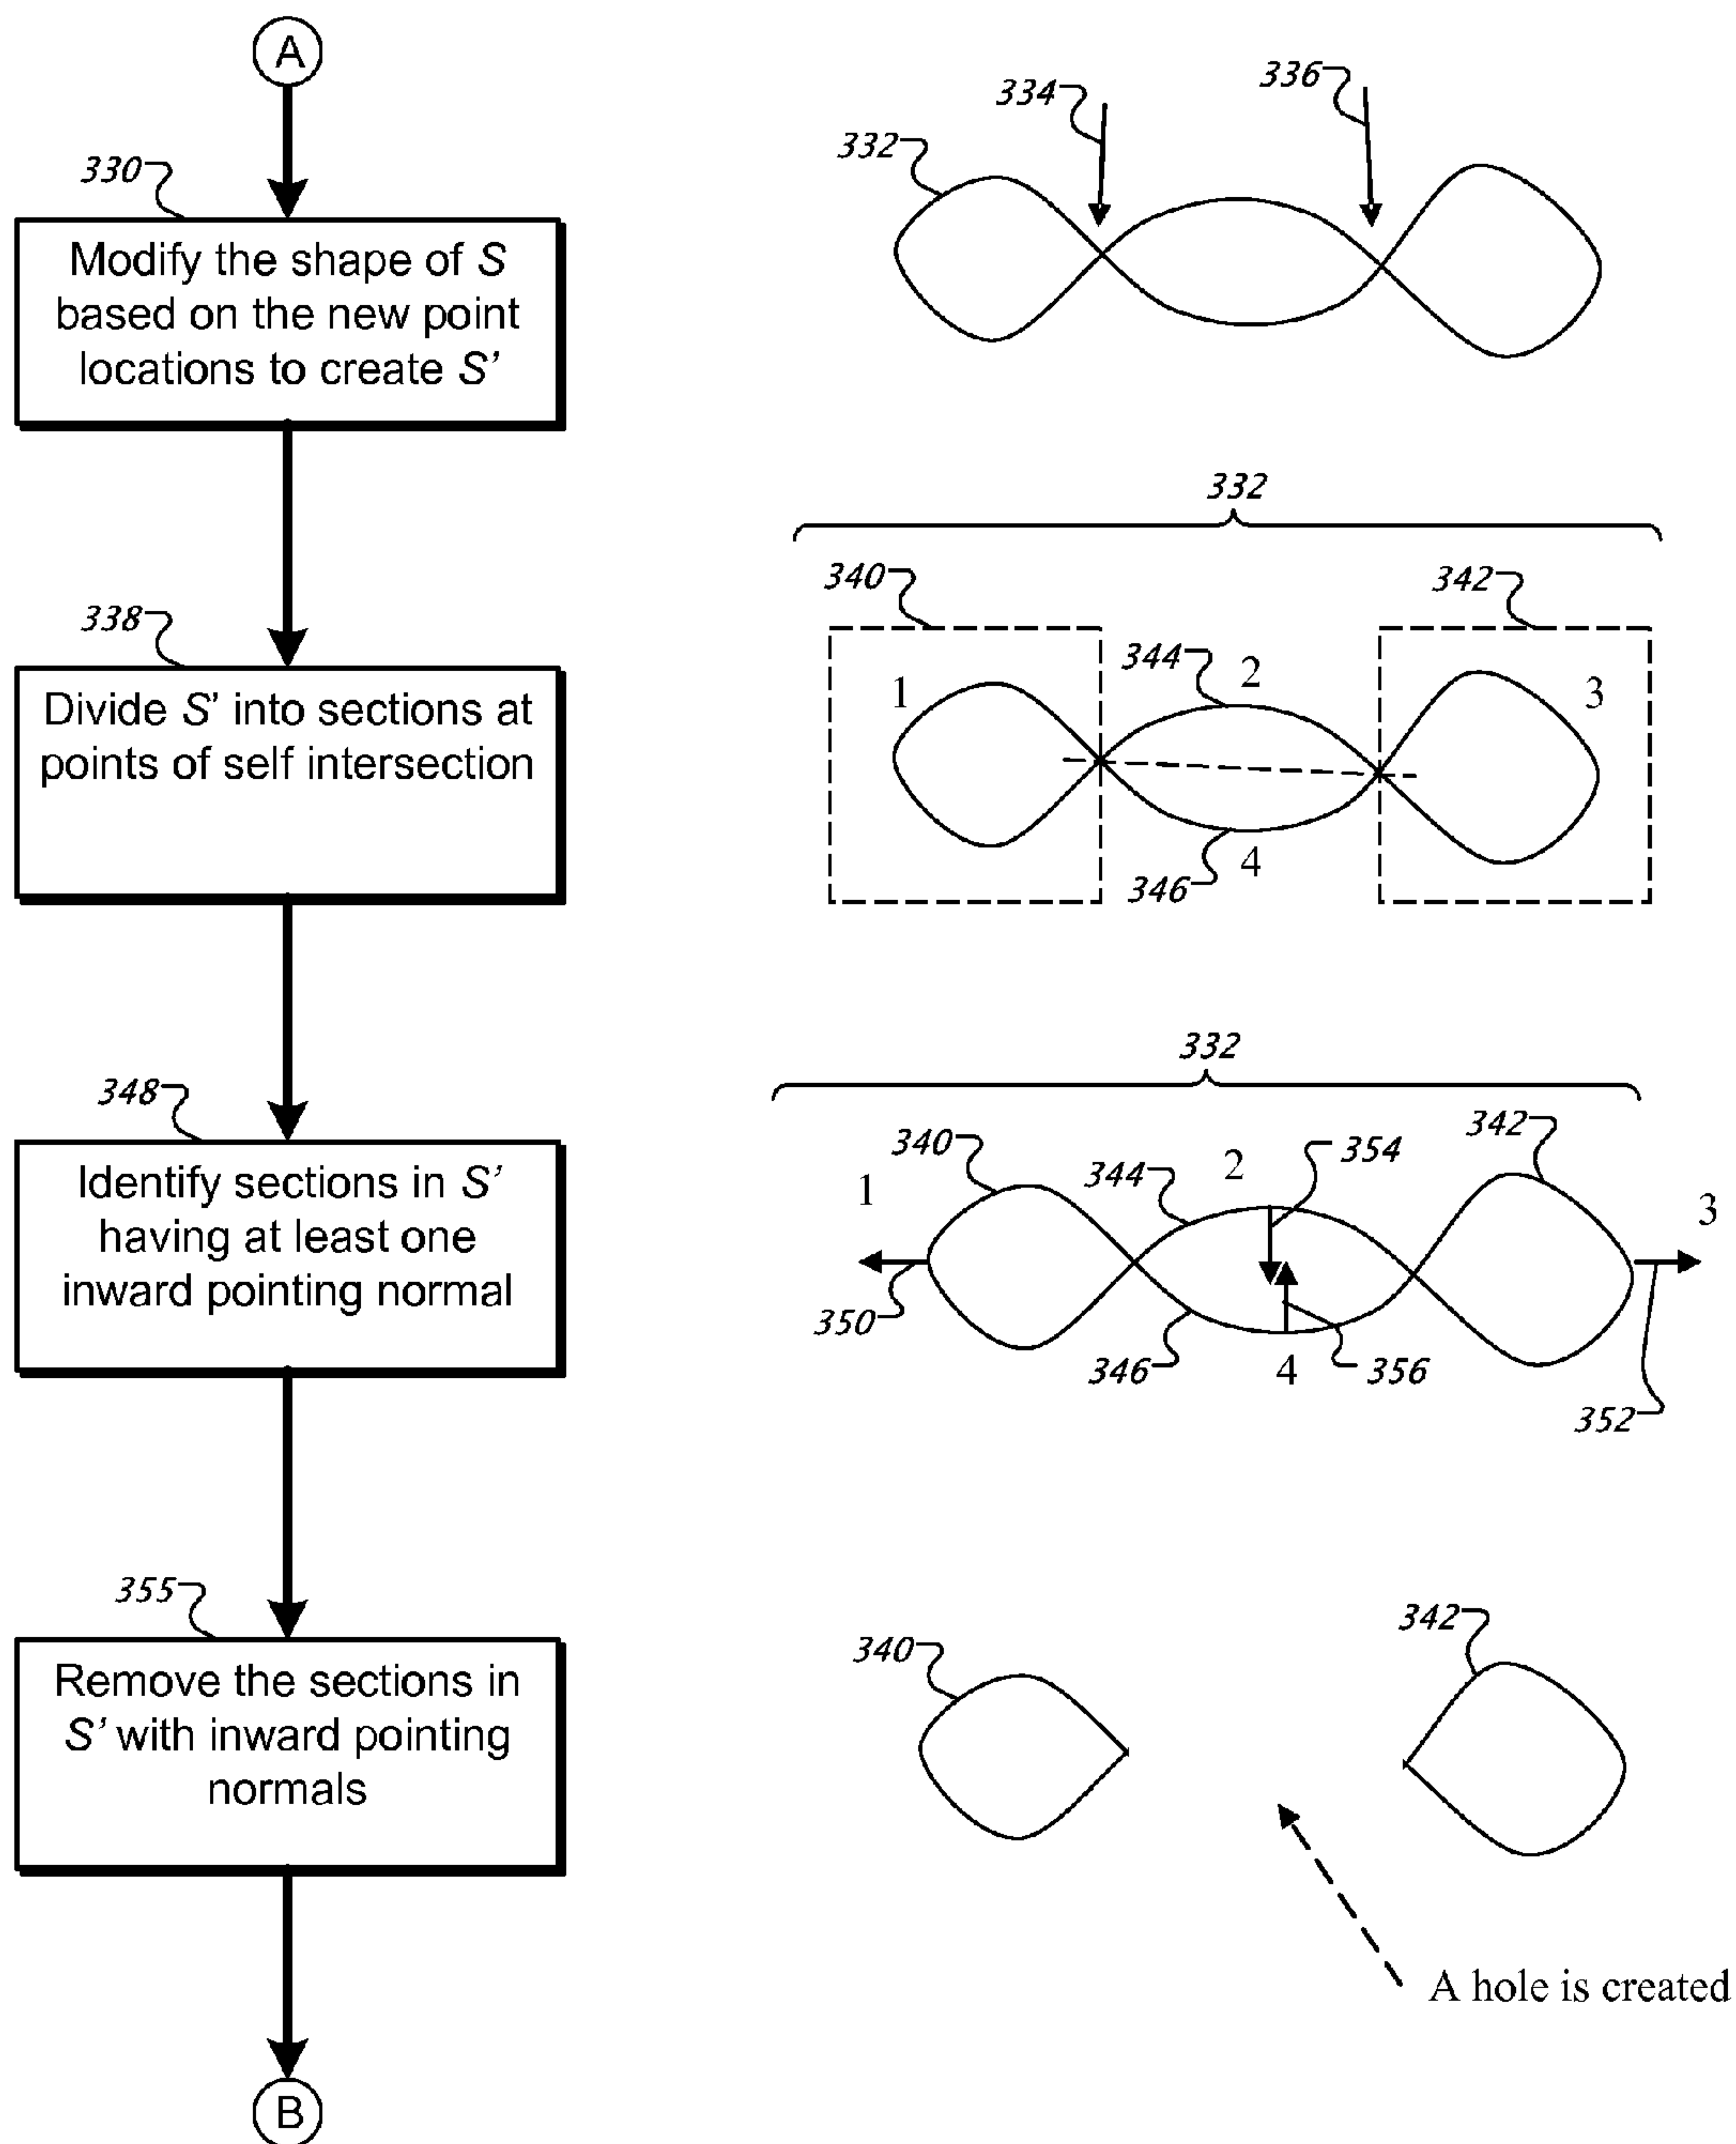 A
330
Modify the shape of S
based on the new point
locations to create S’
334
336
332
338
Divide S’ into sections at
points of self intersection
332
340
342
344
1
2
3
346
4
348
Identify sections in S’
having at least one
inward pointing normal
332
340
342
344
354
1
2
3
350
346
4
356
352
355
Remove the sections in
S’ with inward pointing
normals
340
342
A hole is created
B